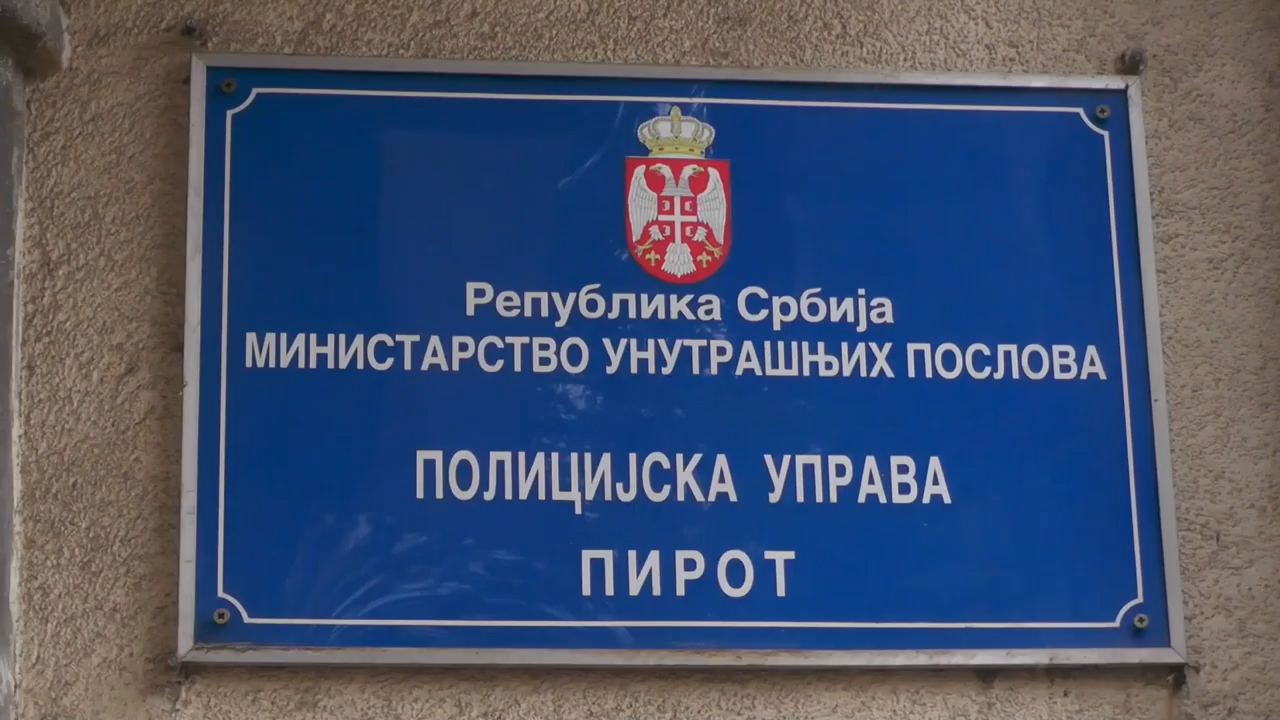 Република Србија
МИНИСТАРСТВО УНУТРАШЊИХ ПОСЛОВА
ПОЛИЦИЈСКА УПРАВА
ПИРОТ